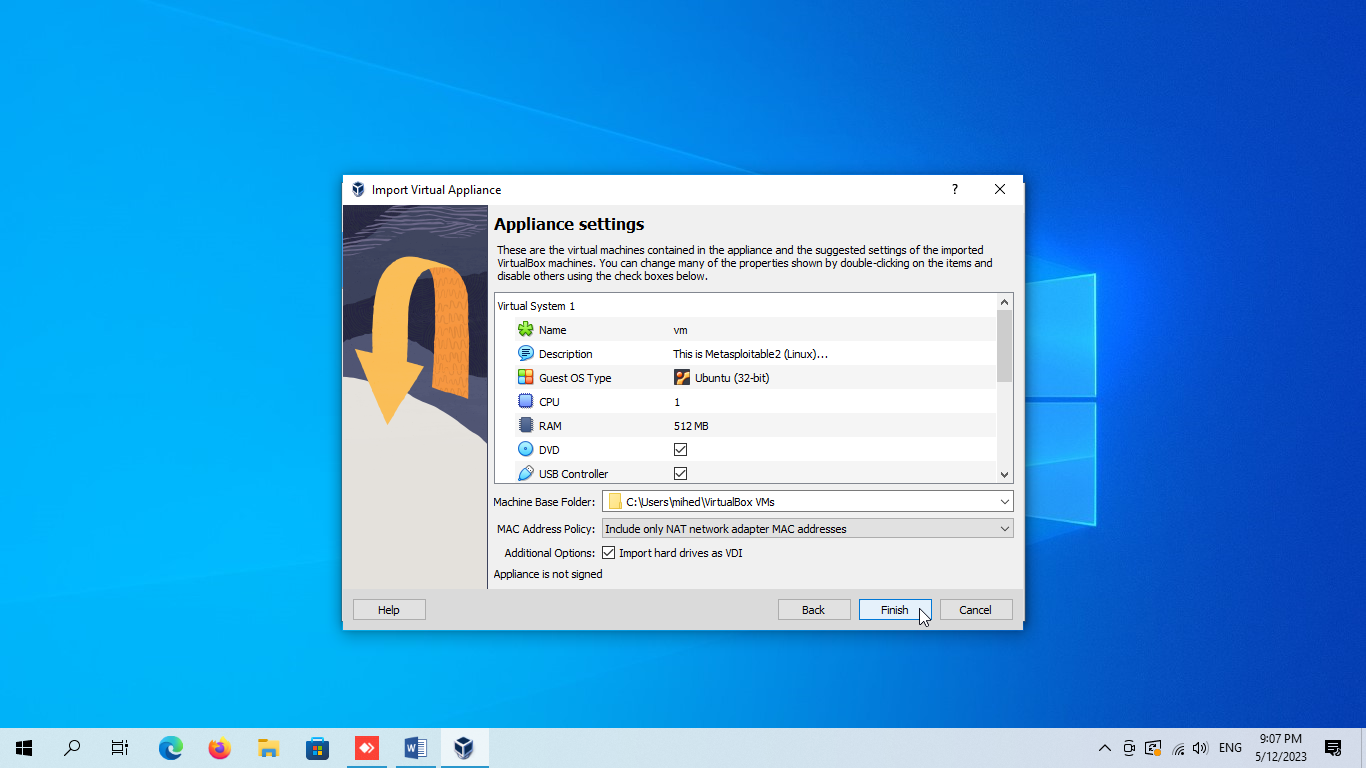 Import Virtual Appliance
?
Appliance settings
These are the virtual machines contained in the appliance and the suggested settings of the imported
VirtualBox machines. You can change many of the properties shown by double-clicking on the items and
disable others using the check boxes below.
Virtual System 1
Name vm
Description This is Metasploitable2 (Linux)...
Guest OS Type Ubuntu (32-bit)
CPU 1
RAM 512 MB
DVD
USB Controller
Machine Base Folder: C:\Users\mihed\VirtualBox VMs
MAC Address Policy: Include only NAT network adapter MAC addresses
Additional Options: Import hard drives as VDI
Appliance is not signed
Help Back Finish Cancel
W ENG 9:07 PM
5/12/2023